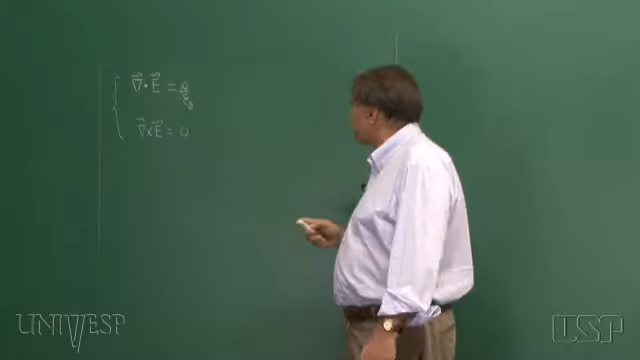 ∇⃗·E⃗ = ρ/ε₀
∇⃗×E⃗ = 0
UNIVESP
USP